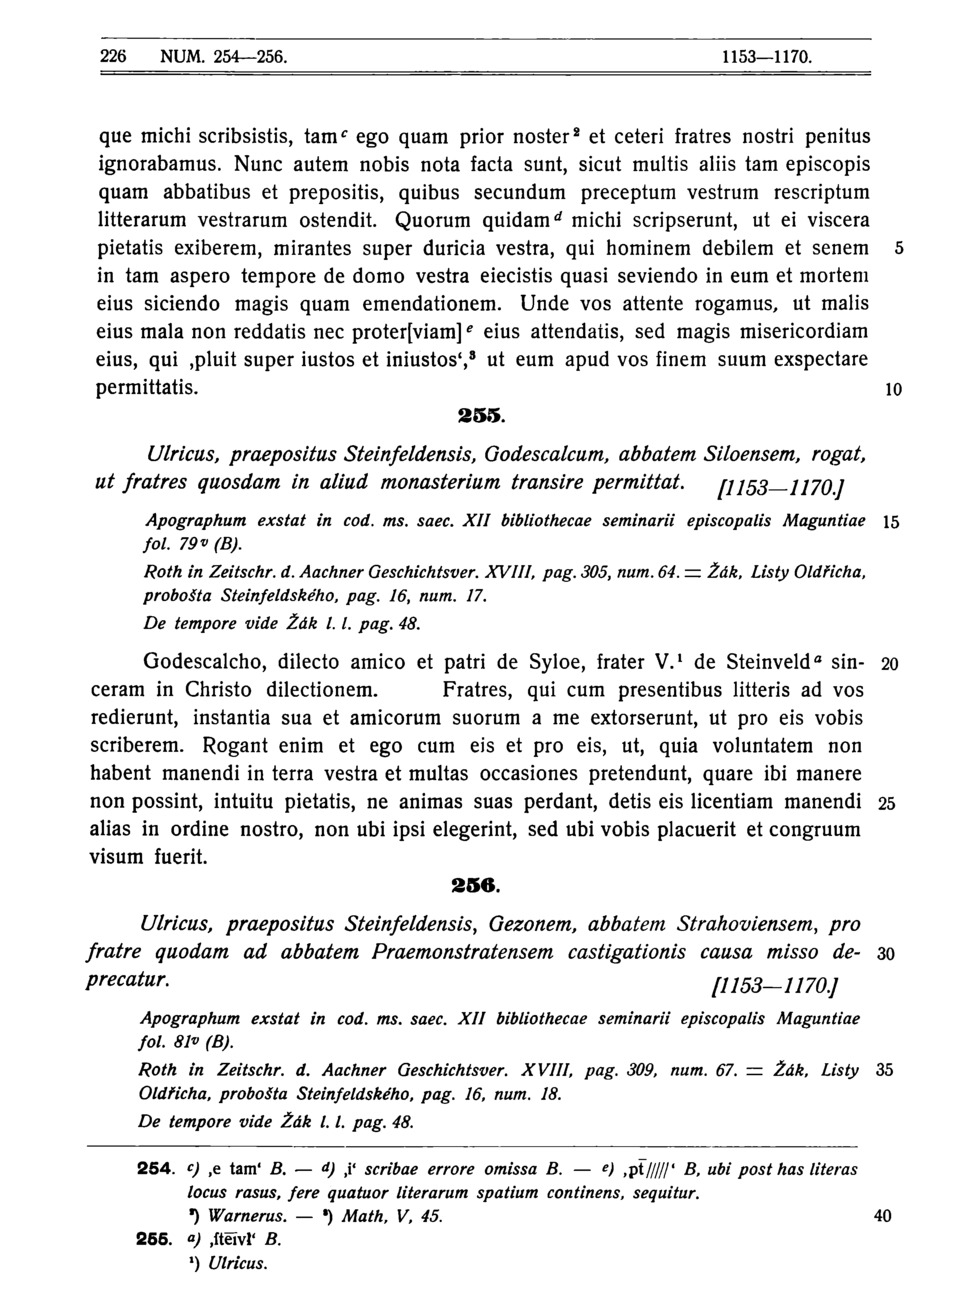 226 NUM. 254—256. 1153—1170.
que michi scribsistis, tam c ego quam prior noster 2 et ceteri fratres nostri penitus
ignorabamus. Nunc autem nobis nota facta sunt, sicut multis aliis tam episcopis
quam abbatibus et prepositis, quibus secundum preceptum vestrum rescriptum
litterarum vestrarum ostendit. Quorum quidam d michi scripserunt, ut ei viscera
pietatis exiberem, mirantes super duricia vestra, qui hominem debilem et senem 5
in tam aspero tempore de domo vestra eiecistis quasi seviendo in eum et mortem
eius siciendo magis quam emendationem. Unde vos attente rogamus, ut malis
eius mala non reddatis nec proter[viam] e eius attendatis, sed magis misericordiam
eius, qui ‚pluit super iustos et iniustos‘, 3 ut eum apud vos finem suum exspectare
permittatis. 10
255.
Ulricus, praepositus Steinfeldensis, Godescalcum, abbatem Siloensem, rogat,
ut fratres quosdam in aliud monasterium transire permittat. [1153—1170.]
Apographum exstat in cod. ms. saec. XII bibliothecae seminarii episcopalis Maguntiae 15
fol. 79v (B).
Roth in Zeitschr. d. Aachner Geschichtsver. XVIII, pag. 305, num. 64. = Žák, Listy Oldřicha,
probošta Steinfeldského, pag. 16, num. 17.
De tempore vide Žák l. l. pag. 48.
Godescalcho, dilecto amico et patri de Syloe, frater V.1 de Steinveld a sin- 20
ceram in Christo dilectionem. Fratres, qui cum presentibus litteris ad vos
redierunt, instantia sua et amicorum suorum a me extorserunt, ut pro eis vobis
scriberem. Rogant enim et ego cum eis et pro eis, ut, quia voluntatem non
habent manendi in terra vestra et multas occasiones pretendunt, quare ibi manere
non possint, intuitu pietatis, ne animas suas perdant, detis eis licentiam manendi 25
alias in ordine nostro, non ubi ipsi elegerint, sed ubi vobis placuerit et congruum
visum fuerit.
256.
Ulricus, praepositus Steinfeldensis, Gezonem, abbatem Strahoviensem, pro
fratre quodam ad abbatem Praemonstratensem castigationis causa misso de- 30
precatur. [1153—1170.]
Apographum exstat in cod. ms. saec. XII bibliothecae seminarii episcopalis Maguntiae
fol. 81v (B).
Roth in Zeitschr. d. Aachner Geschichtsver. XVIII, pag. 309, num. 67. = Žák, Listy 35
Oldřicha, probošta Steinfeldského, pag. 16, num. 18.
De tempore vide Žák l. l. pag. 48.
254. c) ‚e tam‘ B. — d) ‚i‘ scribae errore omissa B. — e) ‚pt̄/////‘ B, ubi post has literas
locus rasus, fere quatuor literarum spatium continens, sequitur.
2) Warnerus. — 3) Math, V, 45. 40
255. a) ‚ſtēīvl‘ B.
1) Ulricus.